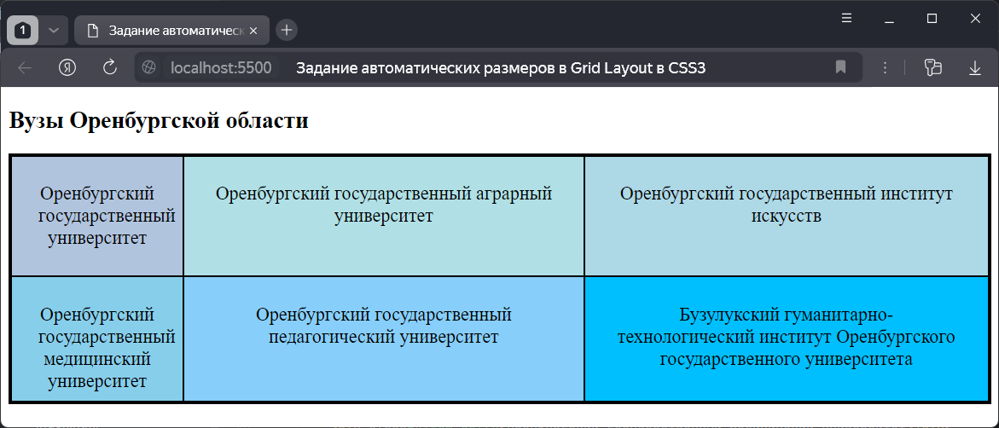 1
Задание автоматическ
localhost:5500 Задание автоматических размеров в Grid Layout в CSS3
Вузы Оренбургской области
Оренбургский
государственный
университет
Оренбургский государственный аграрный
университет
Оренбургский государственный институт
искусств
Оренбургский
государственный
медицинский
университет
Оренбургский государственный
педагогический университет
Бузулукский гуманитарно-
технологический институт Оренбургского
государственного университета